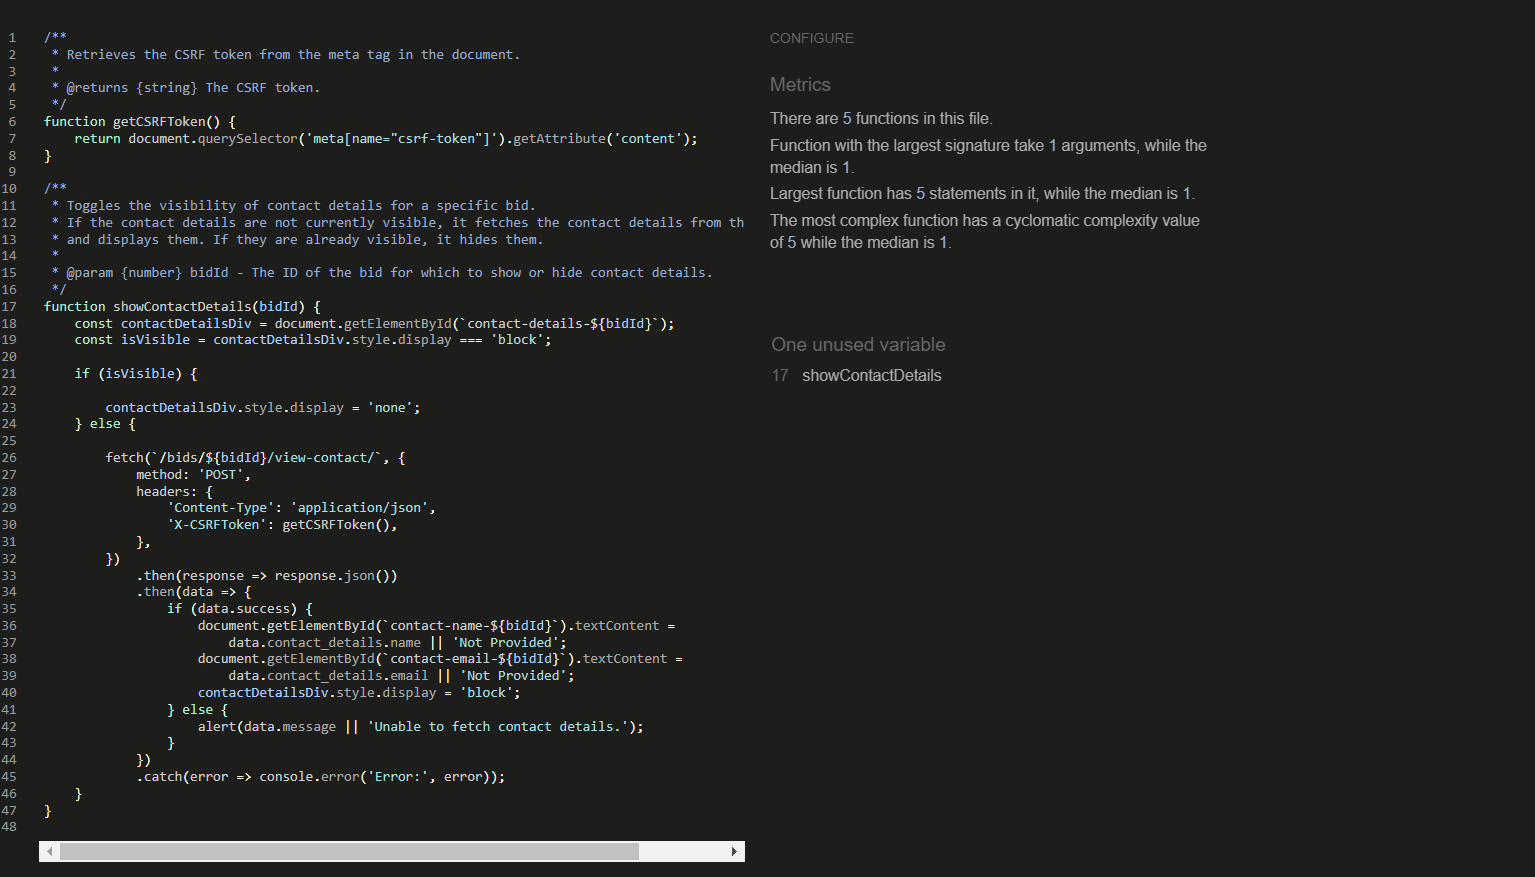 1 /**
2  * Retrieves the CSRF token from the meta tag in the document.
3  *
4  * @returns {string} The CSRF token.
5  */
6 function getCSRFToken() {
7     return document.querySelector('meta[name="csrf-token"]').getAttribute('content');
8 }
9
10 /**
11  * Toggles the visibility of contact details for a specific bid.
12  * If the contact details are not currently visible, it fetches the contact details from th
13  * and displays them. If they are already visible, it hides them.
14  *
15  * @param {number} bidId - The ID of the bid for which to show or hide contact details.
16  */
17 function showContactDetails(bidId) {
18     const contactDetailsDiv = document.getElementById(`contact-details-${bidId}`);
19     const isVisible = contactDetailsDiv.style.display === 'block';
20
21     if (isVisible) {
22
23         contactDetailsDiv.style.display = 'none';
24     } else {
25
26         fetch(`/bids/${bidId}/view-contact/`, {
27             method: 'POST',
28             headers: {
29                 'Content-Type': 'application/json',
30                 'X-CSRFToken': getCSRFToken(),
31             },
32         })
33             .then(response => response.json())
34             .then(data => {
35                 if (data.success) {
36                     document.getElementById(`contact-name-${bidId}`).textContent =
37                         data.contact_details.name || 'Not Provided';
38                     document.getElementById(`contact-email-${bidId}`).textContent =
39                         data.contact_details.email || 'Not Provided';
40                     contactDetailsDiv.style.display = 'block';
41                 } else {
42                     alert(data.message || 'Unable to fetch contact details.');
43                 }
44             })
45             .catch(error => console.error('Error:', error));
46     }
47 }
48
CONFIGURE
Metrics
There are 5 functions in this file.
Function with the largest signature take 1 arguments, while the
median is 1.
Largest function has 5 statements in it, while the median is 1.
The most complex function has a cyclomatic complexity value
of 5 while the median is 1.
One unused variable
17 showContactDetails